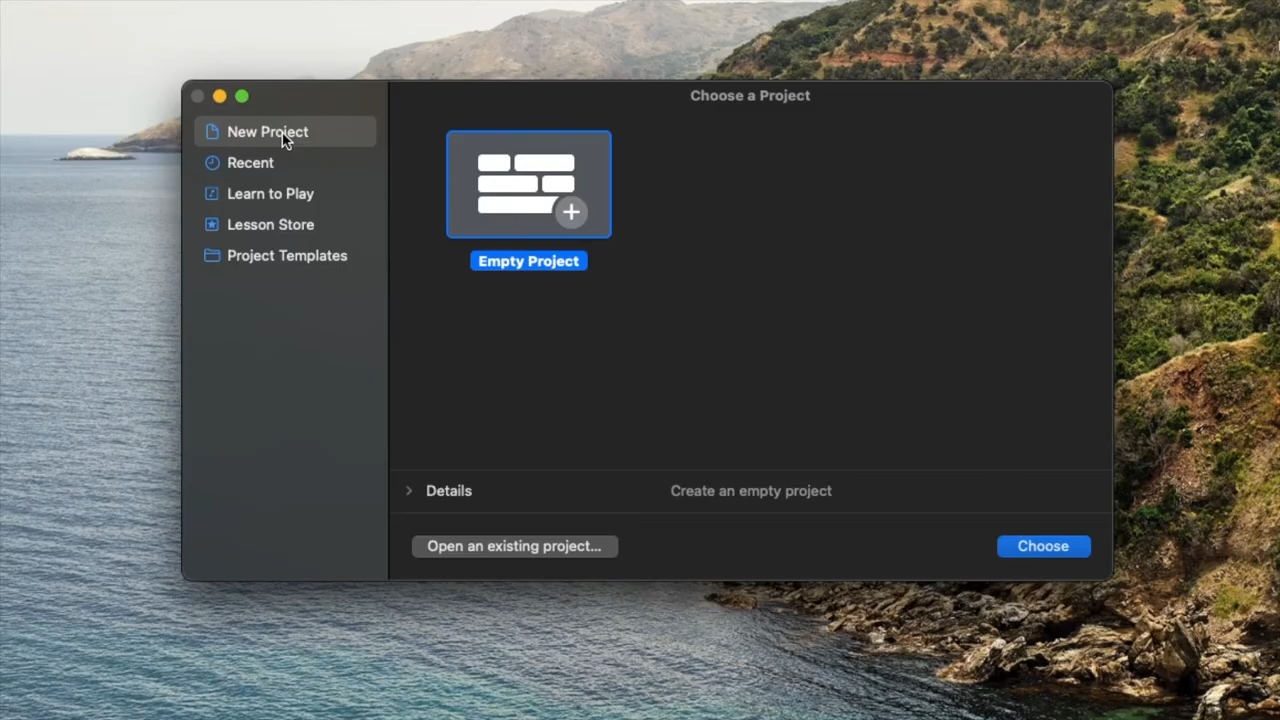 Choose a Project
New Project
Recent
Learn to Play
Lesson Store
Project Templates
Empty Project
Details
Create an empty project
Open an existing project...
Choose